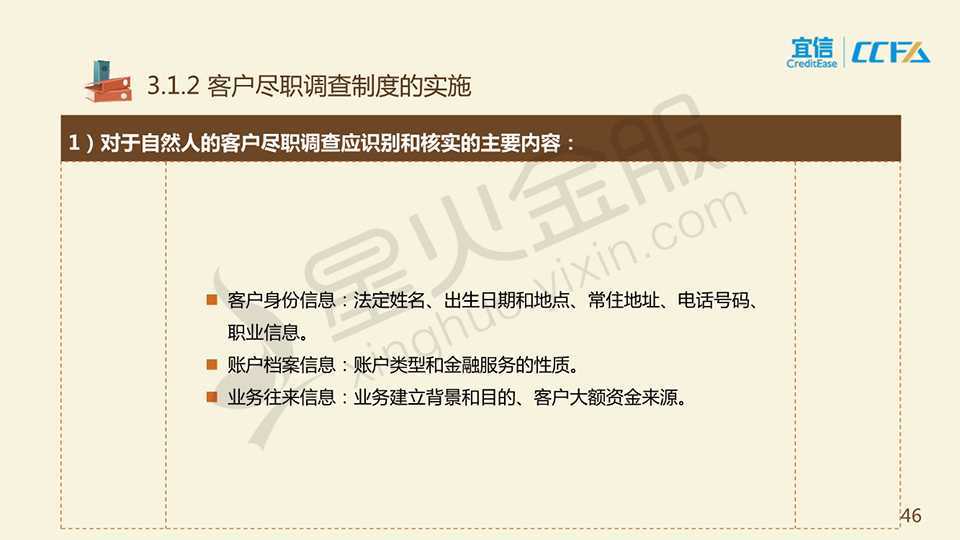 宜信
CreditEase
CCFA
3.1.2 客户尽职调查制度的实施
1）对于自然人的客户尽职调查应识别和核实的主要内容：
客户身份信息：法定姓名、出生日期和地点、常住地址、电话号码、
职业信息。
账户档案信息：账户类型和金融服务的性质。
业务往来信息：业务建立背景和目的、客户大额资金来源。
星火金服
xinghuo.yixin.com
46